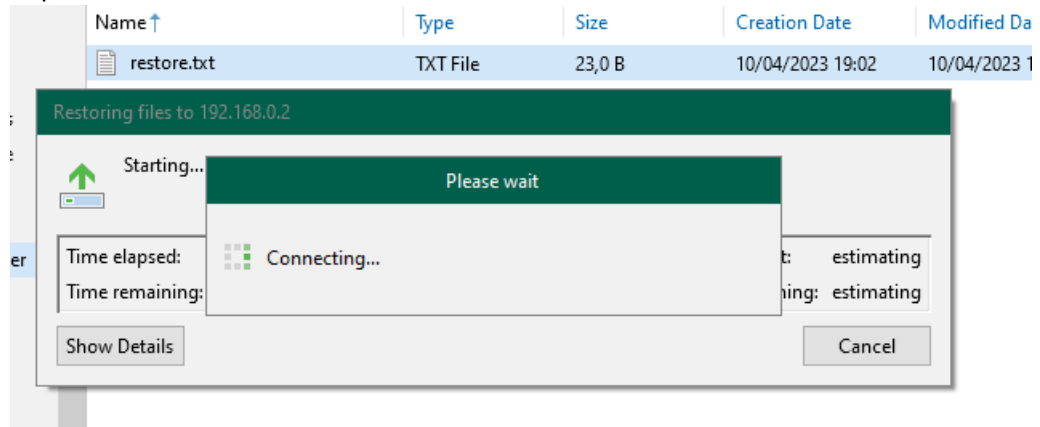 Name↑ Type Size Creation Date Modified Da
restore.txt TXT File 23,0 B 10/04/2023 19:02 10/04/2023 1
Restoring files to 192.168.0.2
Starting...
Please wait
Connecting...
er
Time elapsed: t: estimating
Time remaining: ning: estimating
Show Details Cancel